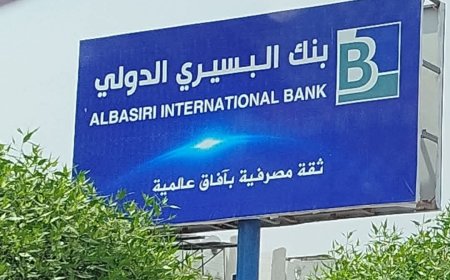 بنك البسيري الدولي
B
ALBASIRI INTERNATIONAL BANK
ثقة مصرفية بآفاق عالمية